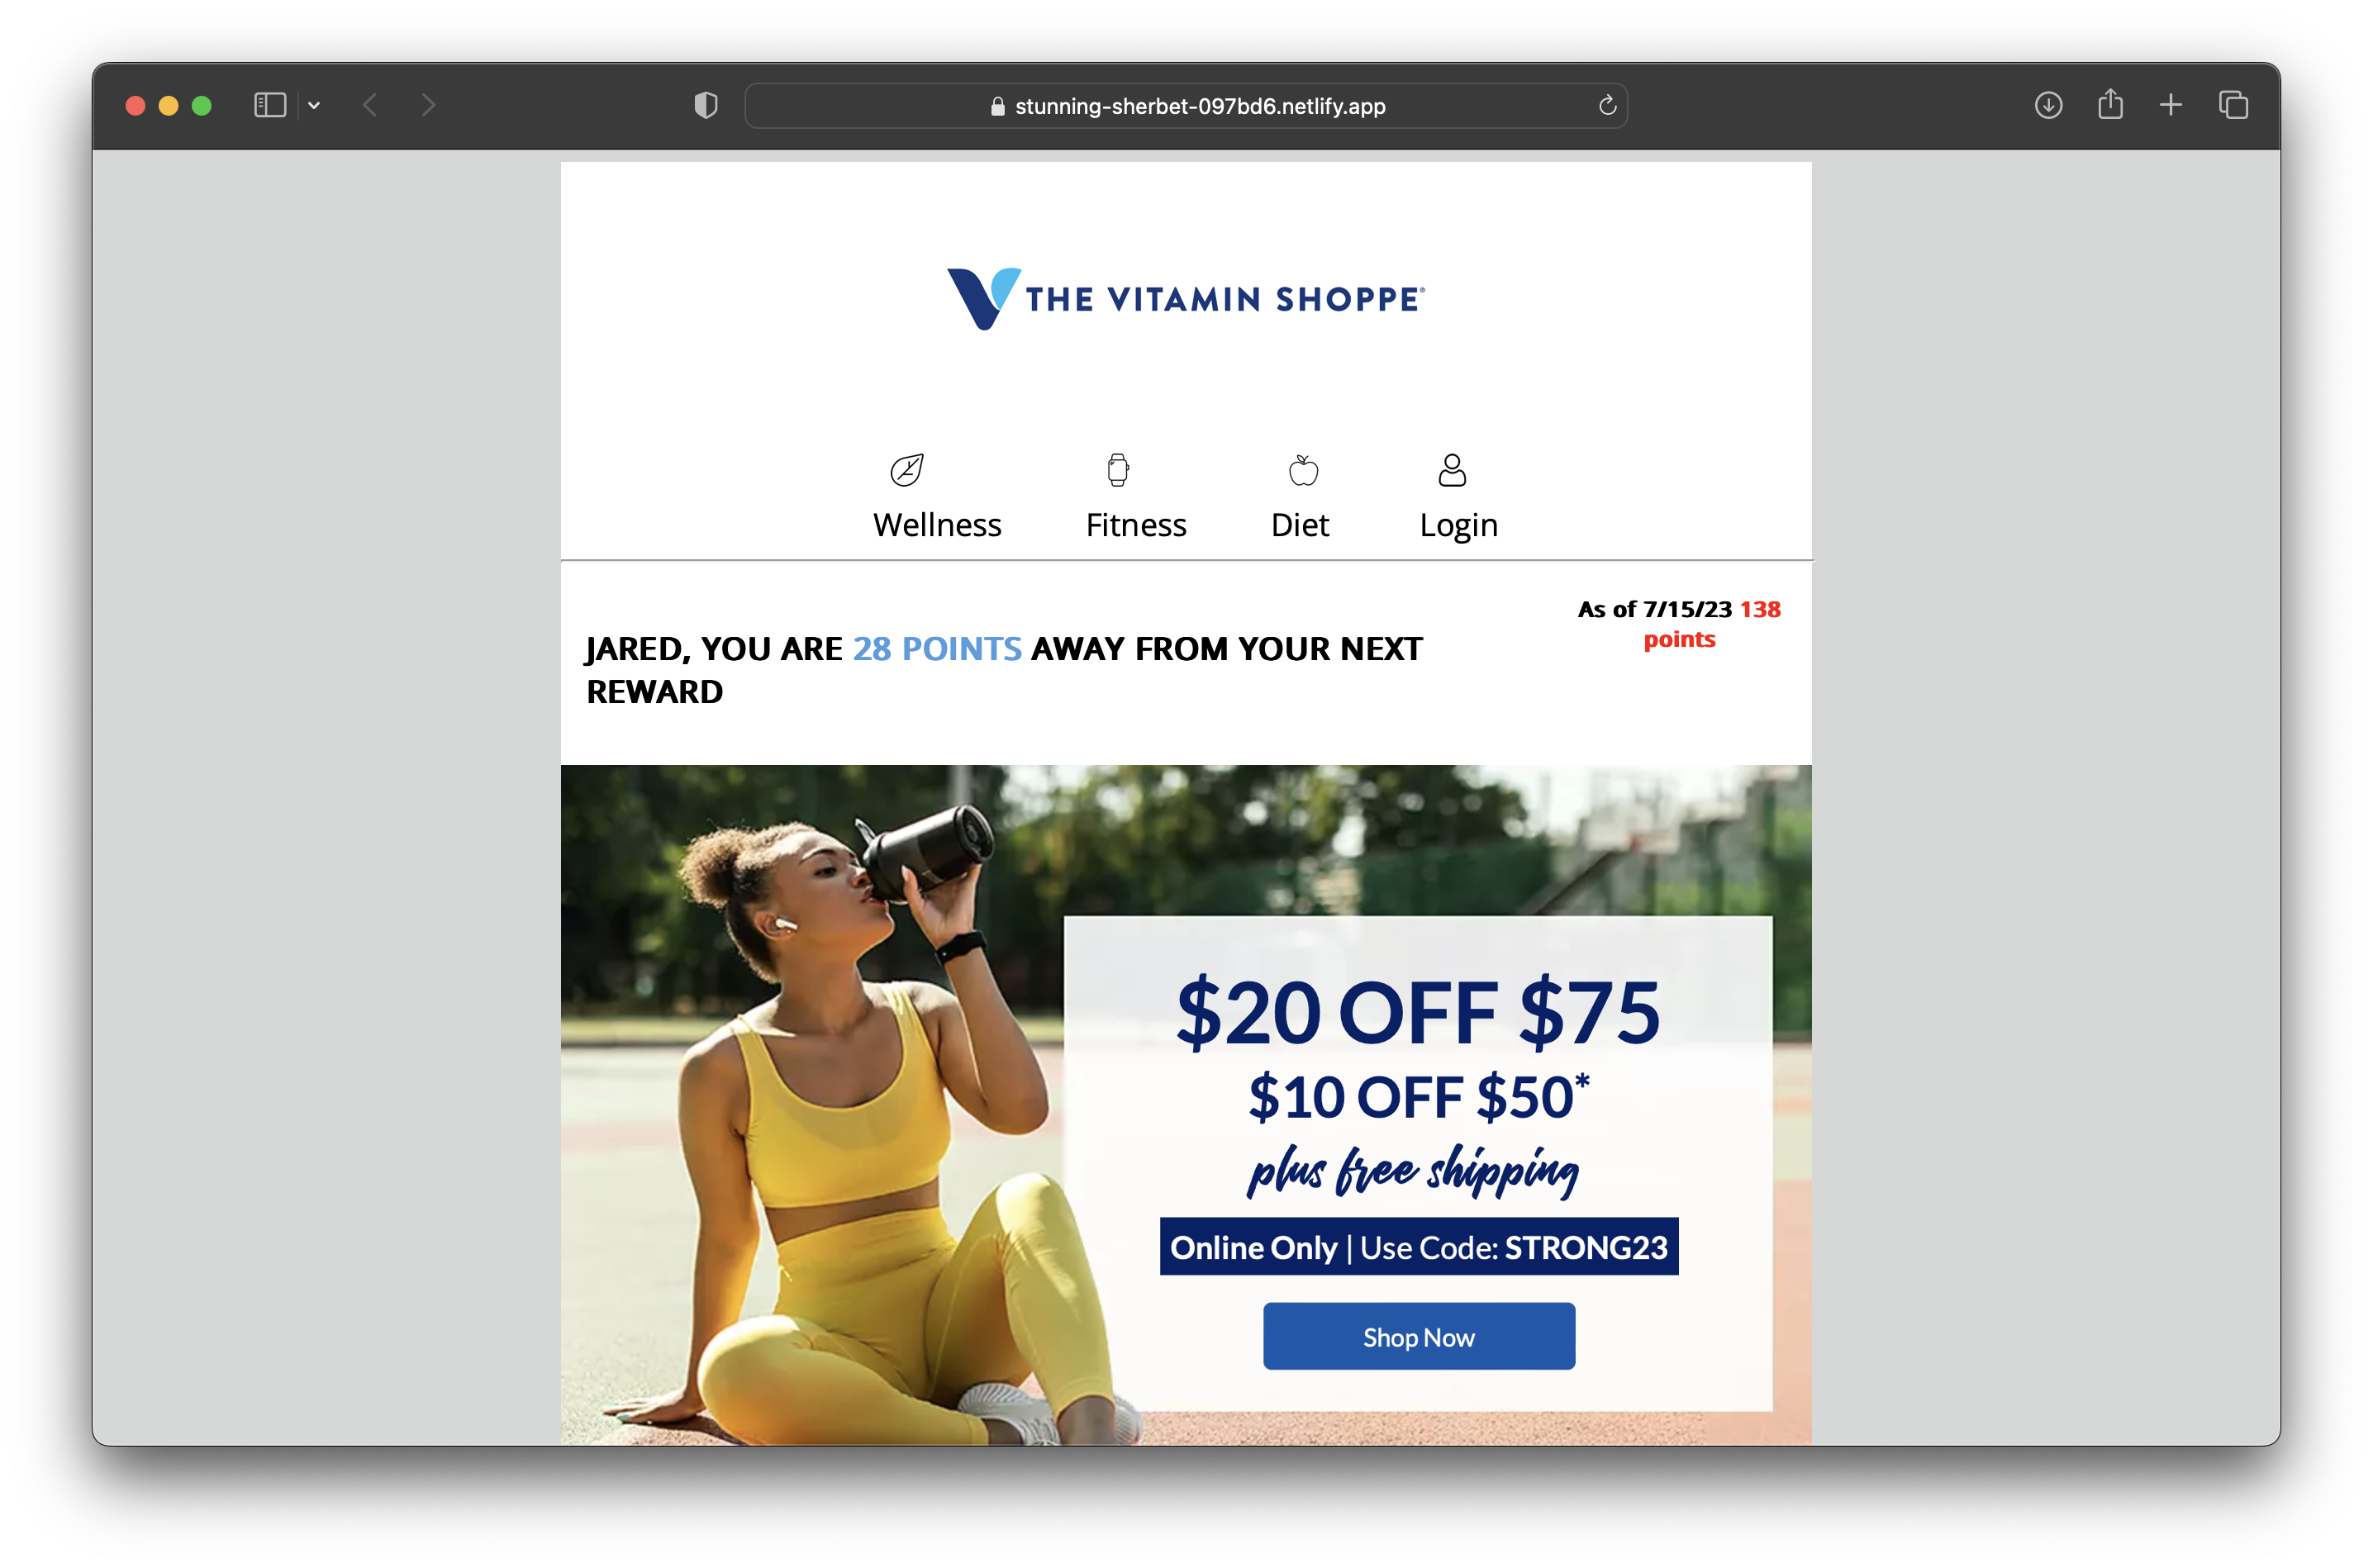 stunning-sherbet-097bd6.netlify.app
THE VITAMIN SHOPPE®
Wellness
Fitness
Diet
Login
As of 7/15/23 138
points
JARED, YOU ARE 28 POINTS AWAY FROM YOUR NEXT
REWARD
$20 OFF $75
$10 OFF $50*
plus free shipping
Online Only | Use Code: STRONG23
Shop Now